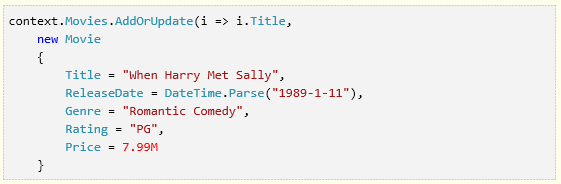 context.Movies.AddOrUpdate(i => i.Title,
    new Movie
    {
        Title = "When Harry Met Sally",
        ReleaseDate = DateTime.Parse("1989-1-11"),
        Genre = "Romantic Comedy",
        Rating = "PG",
        Price = 7.99M
    }